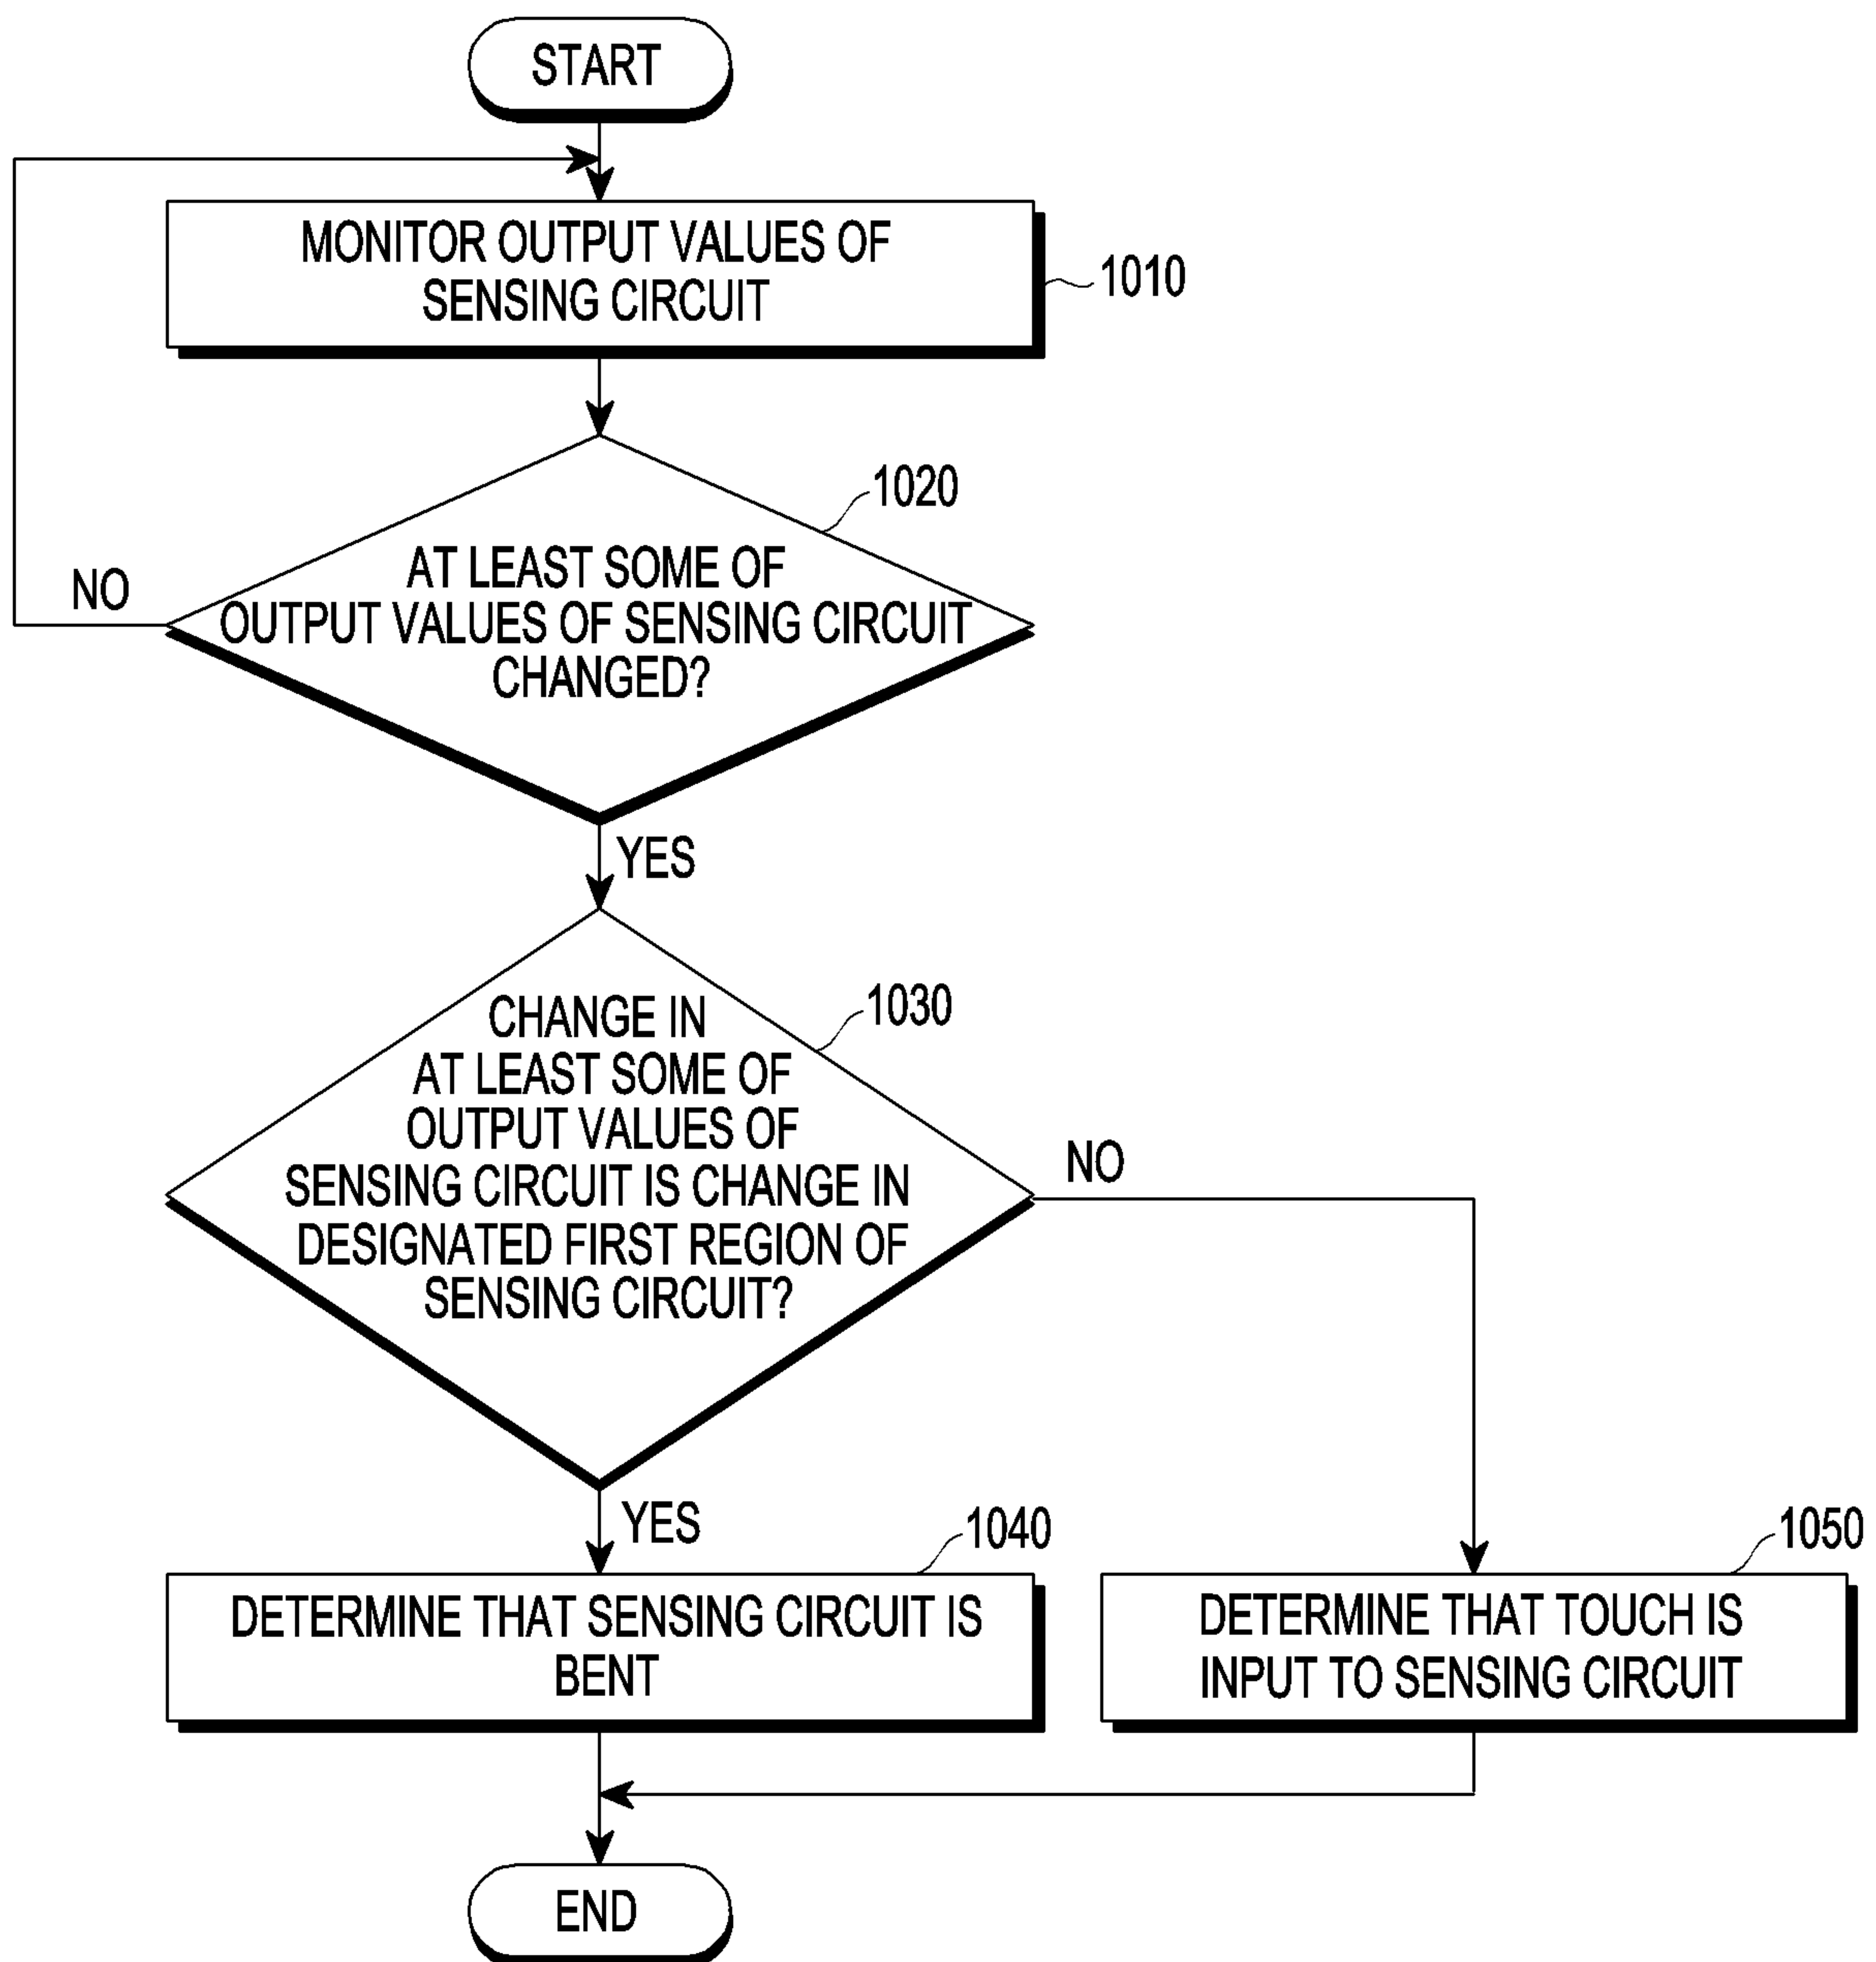 START
MONITOR OUTPUT VALUES OF
SENSING CIRCUIT
1010
1020
AT LEAST SOME OF
OUTPUT VALUES OF SENSING CIRCUIT
CHANGED?
NO
YES
1030
CHANGE IN
AT LEAST SOME OF
OUTPUT VALUES OF
SENSING CIRCUIT IS CHANGE IN
DESIGNATED FIRST REGION OF
SENSING CIRCUIT?
NO
YES
1040
DETERMINE THAT SENSING CIRCUIT IS
BENT
1050
DETERMINE THAT TOUCH IS
INPUT TO SENSING CIRCUIT
END